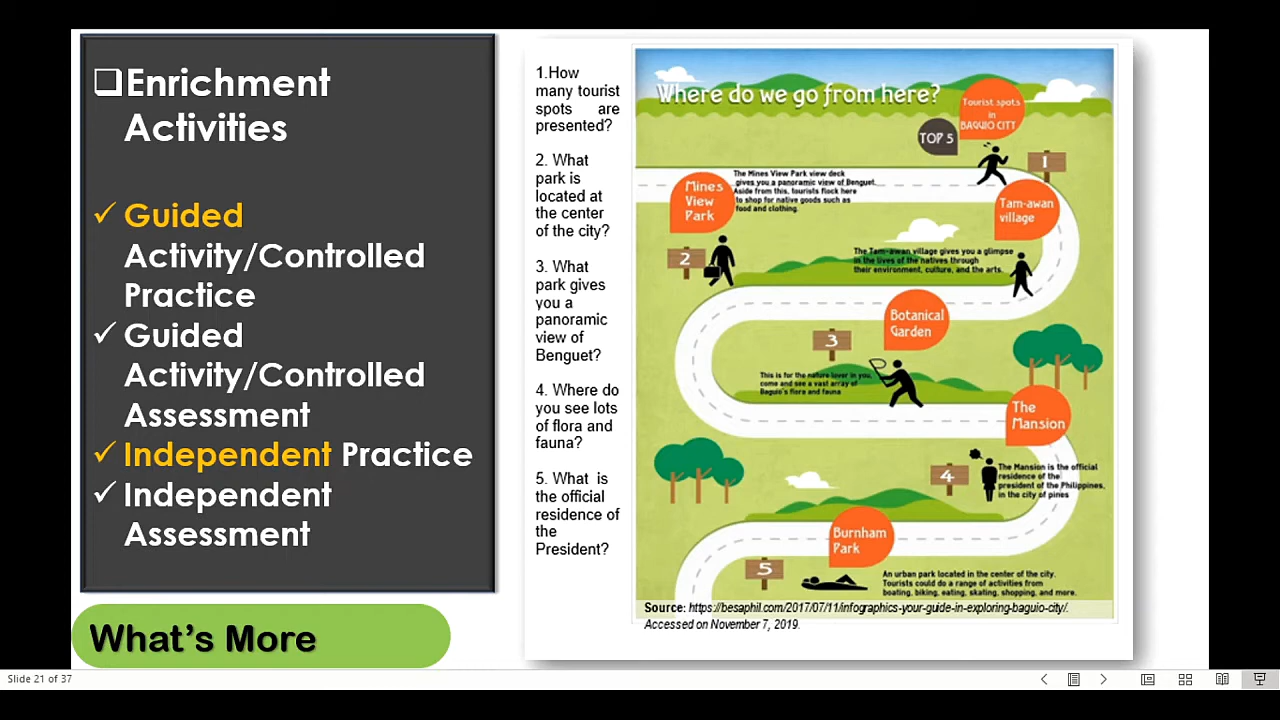 ❑Enrichment
Activities
✓ Guided
Activity/Controlled
Practice
✓ Guided
Activity/Controlled
Assessment
✓ Independent Practice
✓ Independent
Assessment
What's More
1.How
many tourist
spots are
presented?
2. What
park is
located at
the center
of the city?
3. What
park gives
you a
panoramic
view of
Benguet?
4. Where do
you see lots
of flora and
fauna?
5. What is
the official
residence of
the
President?
Where do we go from here?
Tourist spots
in
BAGUIO CITY
TOP 5
1
Tam-awan
village
Mines
View
Park
The Mines View Park view deck
gives you a panoramic view of Benguet.
Aside from this, tourists flock here
to shop for native goods such as
food and clothing.
2
The Tam-awan village gives you a glimpse
in the lives of the natives through
their environment, culture, and the arts.
Botanical
Garden
3
This is for the nature lover in you,
come and see a vast array of
Baguio's flora and fauna
The
Mansion
4
The Mansion is the official
residence of the
president of the Philippines,
in the city of pines
Burnham
Park
5
An urban park located in the center of the city.
Tourists could do a range of activities from
boating, biking, eating, skating, shopping, and more.
Source: https://besaphil.com/2017/07/11/infographics-your-guide-in-exploring-baguio-city/.
Accessed on November 7, 2019.
Slide 21 of 37